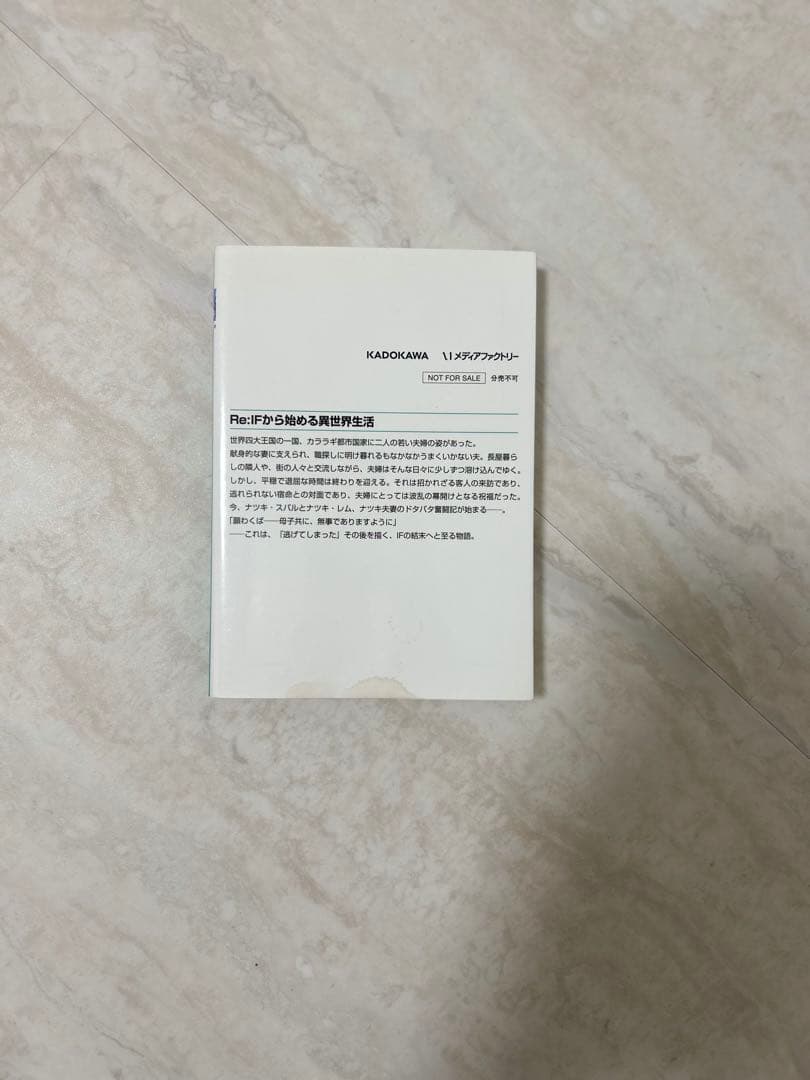 KADOKAWA メディアファクトリー
NOT FOR SALE 分売不可
Re:IFから始める異世界生活
世界四大王国の一国、カララギ都市国家に二人の若い夫婦の姿があった。
献身的な妻に支えられ、職探しに明け暮れるもなかなかうまくいかない夫。長屋暮ら
しの隣人や、街の人々と交流しながら、夫婦はそんな日々に少しずつ溶け込んでゆく。
しかし、平穏で退屈な時間は終わりを迎える。それは招かれざる客人の来訪であり、
逃れられない宿命との対面であり、夫婦にとっては波乱の幕開けとなる祝福だった。
今、ナツキ・スバルとナツキ・レム、ナツキ夫妻のドタバタ奮闘記が始まる――。
「願わくば――母子共に、無事でありますように」
――これは、『逃げてしまった』その後を描く、IFの結末へと至る物語。